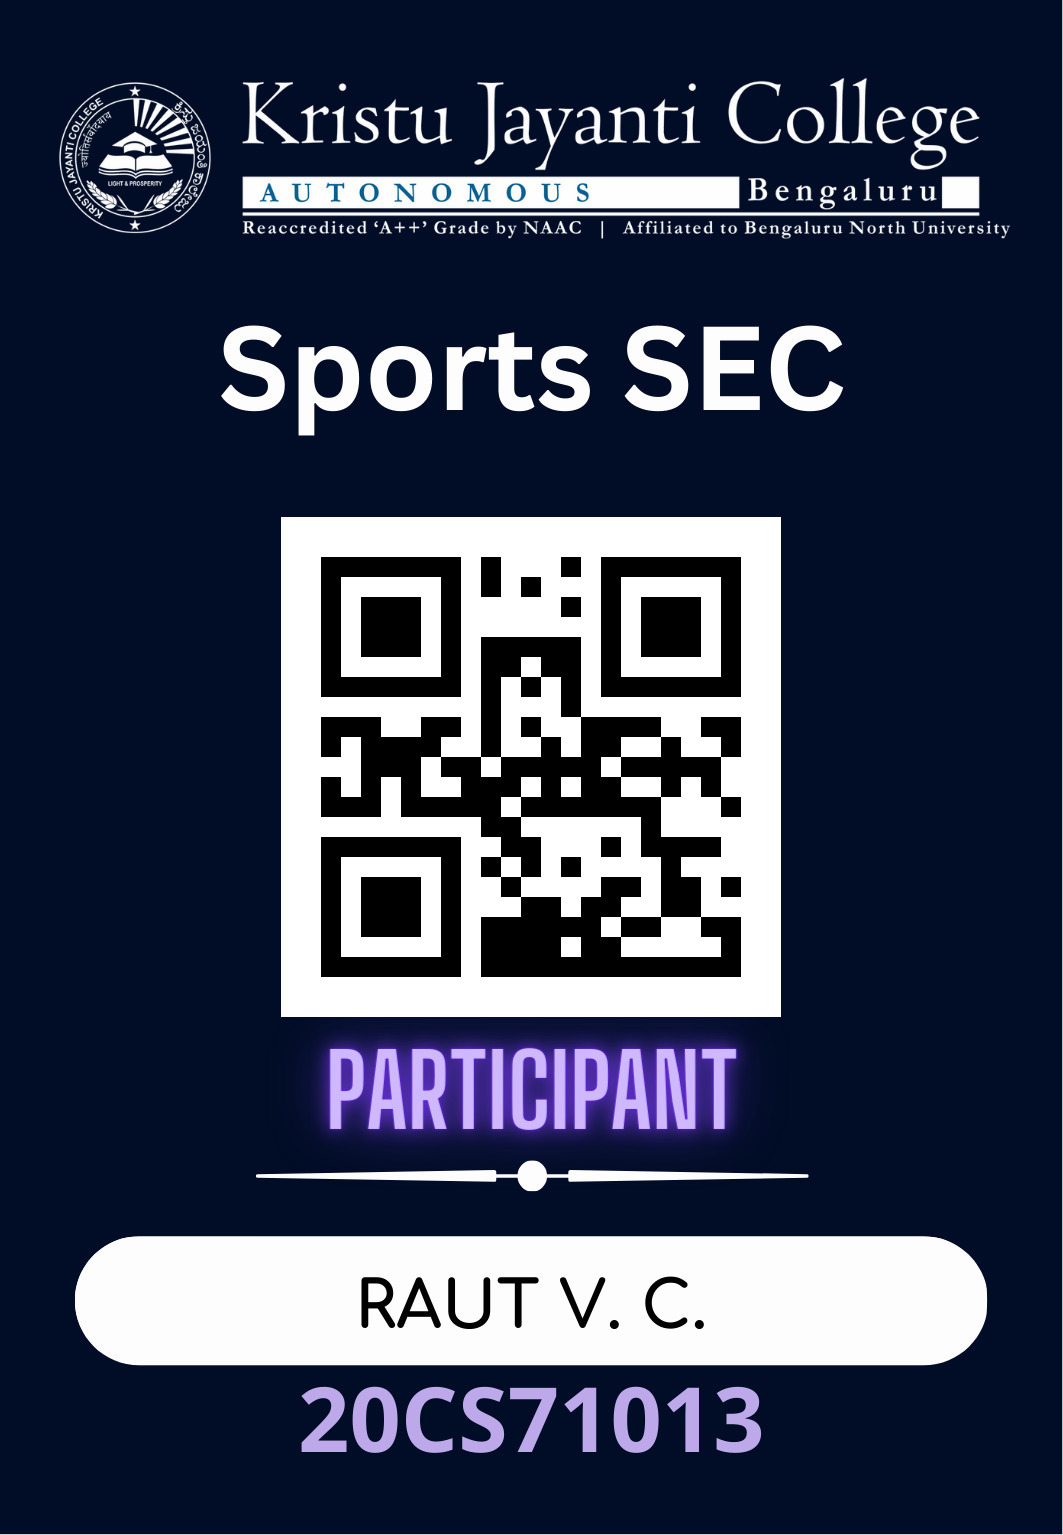 KRISTU JAYANTI COLLEGE
LIGHT & PROSPERITY
Kristu Jayanti College
AUTONOMOUS Bengaluru
Reaccredited ‘A++’ Grade by NAAC | Affiliated to Bengaluru North University
Sports SEC
PARTICIPANT
RAUT V. C.
20CS71013